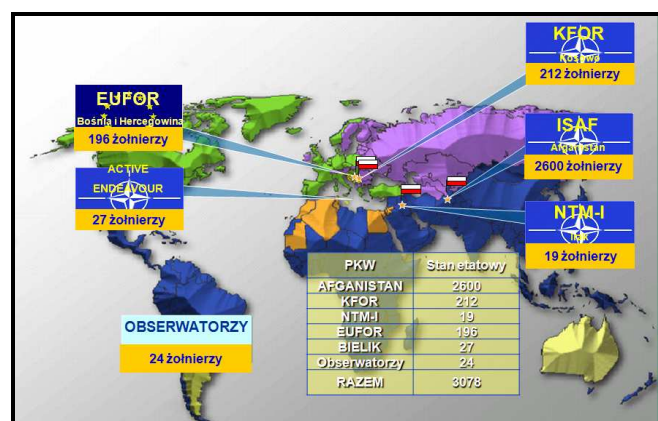 KFOR
Kosowo
212 żołnierzy
EUFOR
Bośnia i Hercegowina
196 żołnierzy
ISAF
Afganistan
2600 żołnierzy
ACTIVE
ENDEAVOUR
27 żołnierzy
NTM-I
Irak
19 żołnierzy
OBSERWATORZY
24 żołnierzy
PKW Stan etatowy
AFGANISTAN 2600
KFOR 212
NTM-I 19
EUFOR 196
BIELIK 27
Obserwatorzy 24
RAZEM 3078